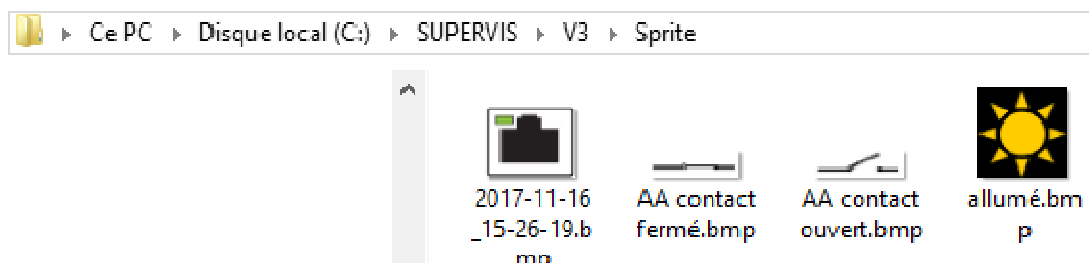 Ce PC Disque local (C:) SUPERVIS V3 Sprite
2017-11-16
_15-26-19.b
mp
AA contact
fermé.bmp
AA contact
ouvert.bmp
allumé.bm
p